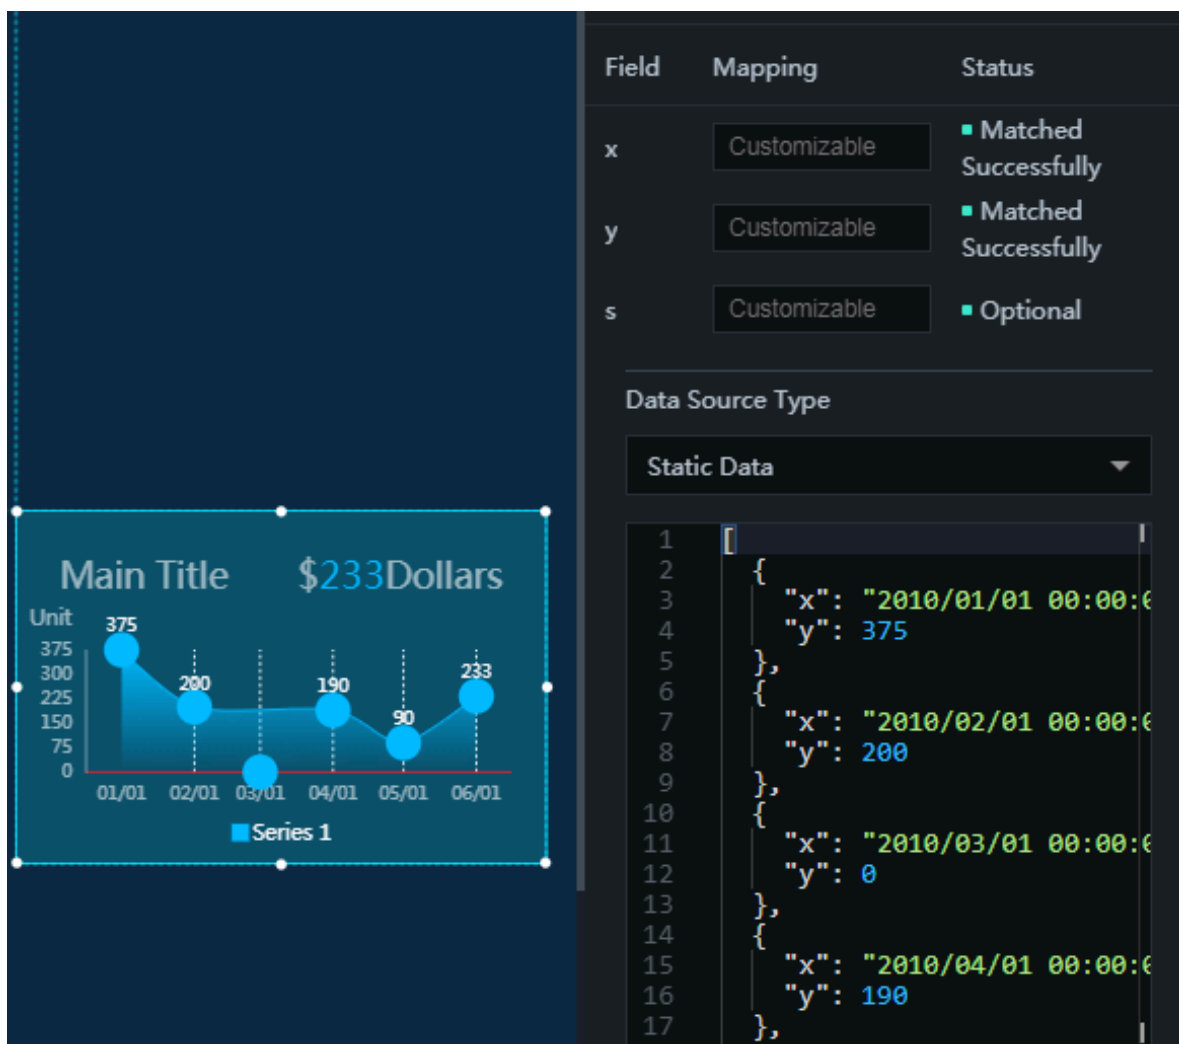 Main Title $233Dollars
Unit
375
300
225
150
75
0
375
200
190
90
233
01/01 02/01 03/01 04/01 05/01 06/01
Series 1
Field Mapping Status
x Customizable Matched
Successfully
y Customizable Matched
Successfully
s Customizable Optional
Data Source Type
Static Data
1 [
2 {
3 "x": "2010/01/01 00:00:0
4 "y": 375
5 },
6 {
7 "x": "2010/02/01 00:00:0
8 "y": 200
9 },
10 {
11 "x": "2010/03/01 00:00:0
12 "y": 0
13 },
14 {
15 "x": "2010/04/01 00:00:0
16 "y": 190
17 },